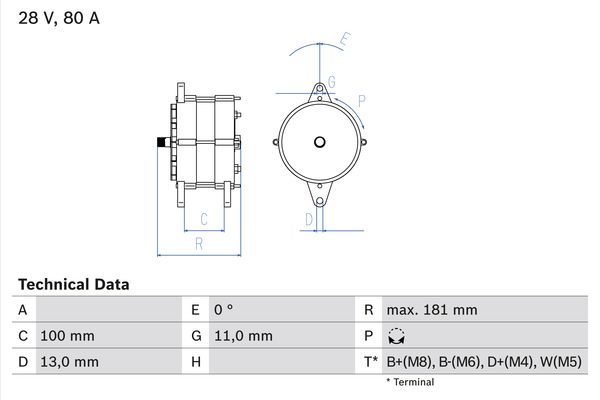 28 V, 80 A
E
G
P
C
D
R
Technical Data
A E 0 ° R max. 181 mm
C 100 mm G 11,0 mm P
D 13,0 mm H T* B+(M8), B-(M6), D+(M4), W(M5)
* Terminal